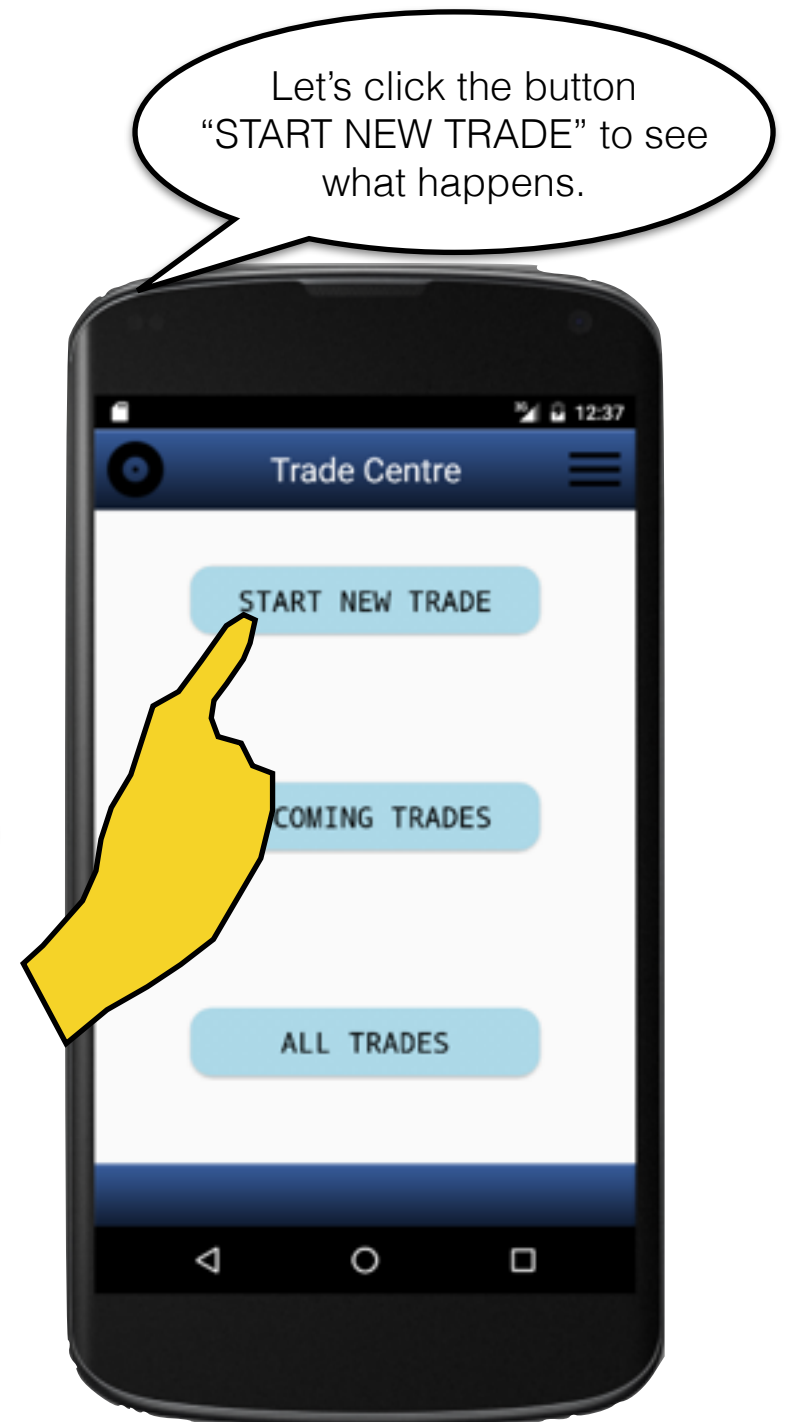 Let’s click the button
“START NEW TRADE” to see
what happens.
3G 12:37
Trade Centre
START NEW TRADE
COMING TRADES
ALL TRADES